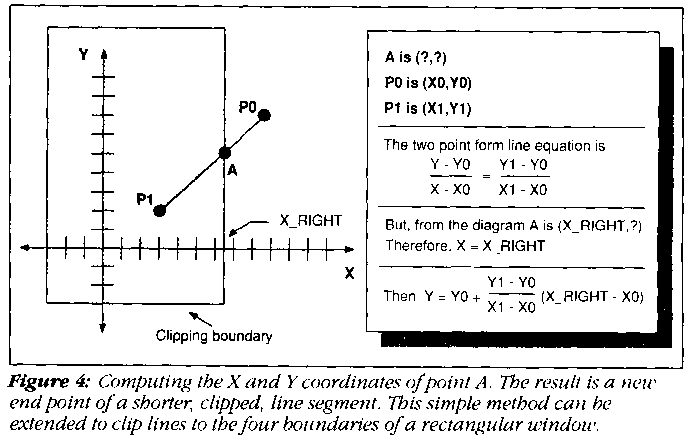 Y
P0
A
P1
X_RIGHT
X
Clipping boundary
A is (?,?)
P0 is (X0,Y0)
P1 is (X1,Y1)
The two point form line equation is
Y - Y0 = Y1 - Y0
X - X0   X1 - X0
But, from the diagram A is (X_RIGHT,?)
Therefore, X = X_RIGHT
Y1 - Y0
Then Y = Y0 + (X_RIGHT - X0)
X1 - X0
Figure 4: Computing the X and Y coordinates of point A. The result is a new
end point of a shorter, clipped, line segment. This simple method can be
extended to clip lines to the four boundaries of a rectangular window.